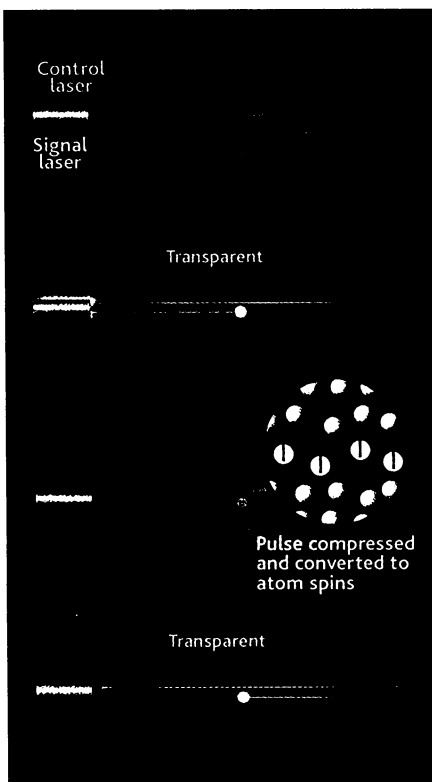 Control
laser
Signal
laser
Transparent
Pulse compressed
and converted to
atom spins
Transparent